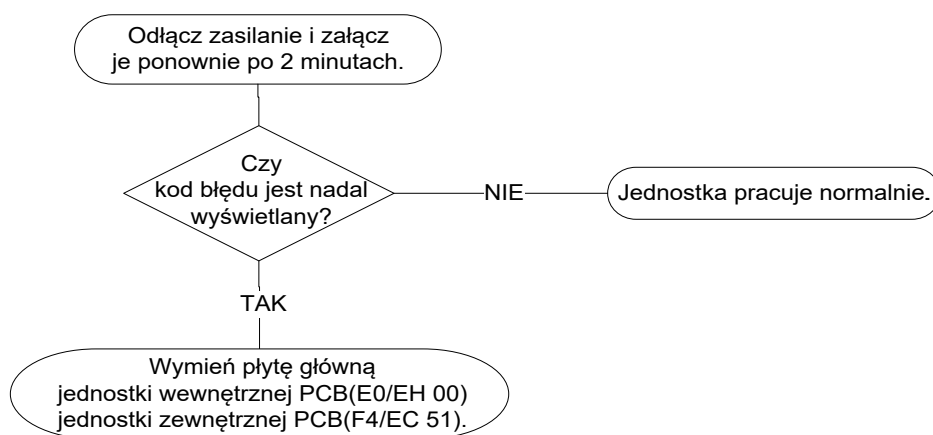 Odłącz zasilanie i załącz
je ponownie po 2 minutach.
Czy
kod błędu jest nadal
wyświetlany?
NIE
Jednostka pracuje normalnie.
TAK
Wymień płytę główną
jednostki wewnętrznej PCB(E0/EH 00)
jednostki zewnętrznej PCB(F4/EC 51).